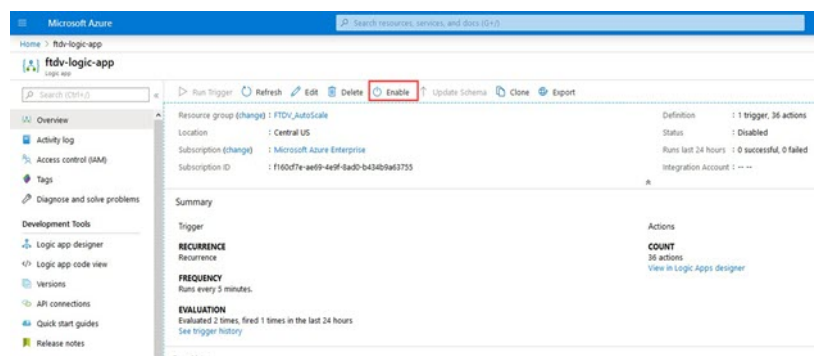 Microsoft Azure
Search resources, services, and docs (G+/)
Home > ftdv-logic-app
ftdv-logic-app
Logic app
Search (Ctrl+/)
«
Run Trigger Refresh Edit Delete Enable Update Schema Clone Export
Overview
Activity log
Access control (IAM)
Tags
Diagnose and solve problems
Development Tools
Logic app designer
Logic app code view
Versions
API connections
Quick start guides
Release notes
Resource group (change) : FTDV_AutoScale
Location : Central US
Subscription (change) : Microsoft Azure Enterprise
Subscription ID : f160cf7e-ae69-4e9f-8ad0-b434b9a63755
Definition : 1 trigger, 36 actions
Status : Disabled
Runs last 24 hours : 0 successful, 0 failed
Integration Account : -- --
Summary
Trigger
RECURRENCE
Recurrence
FREQUENCY
Runs every 5 minutes.
EVALUATION
Evaluated 2 times, fired 1 times in the last 24 hours
See trigger history
Actions
COUNT
36 actions
View in Logic Apps designer